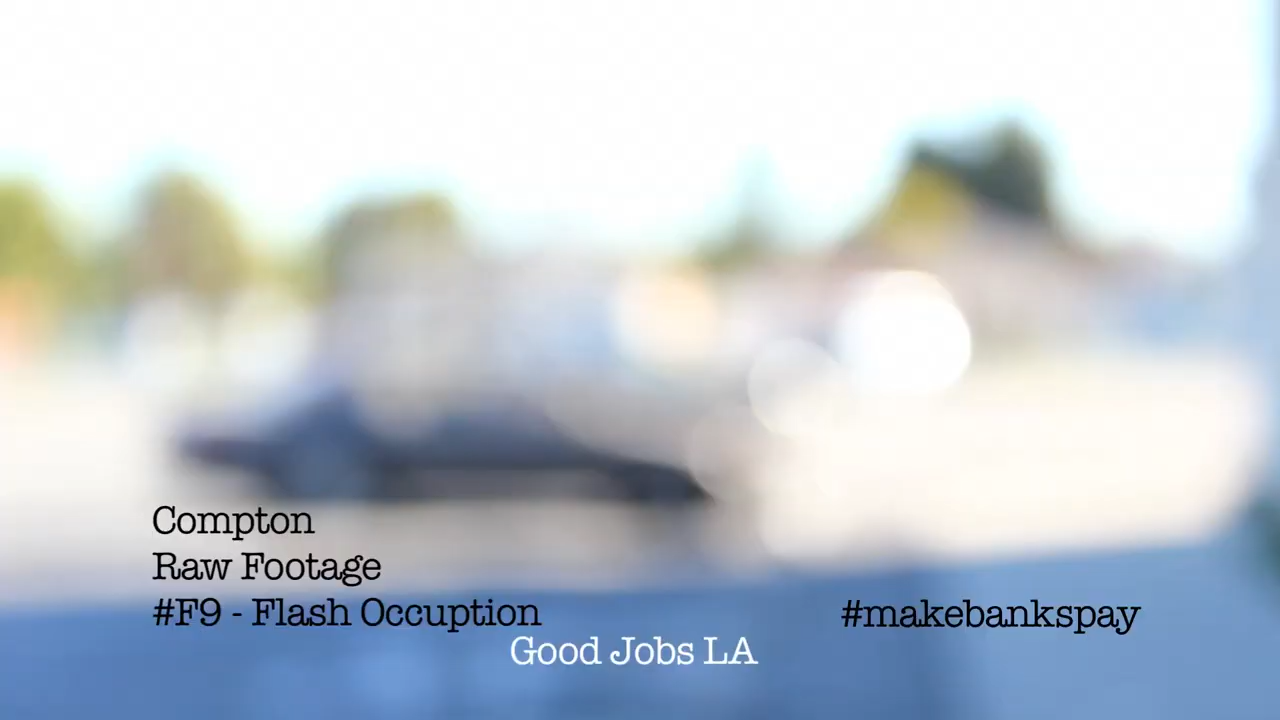 Compton
Raw Footage
#F9 - Flash Occuption
#makebankspay
Good Jobs LA